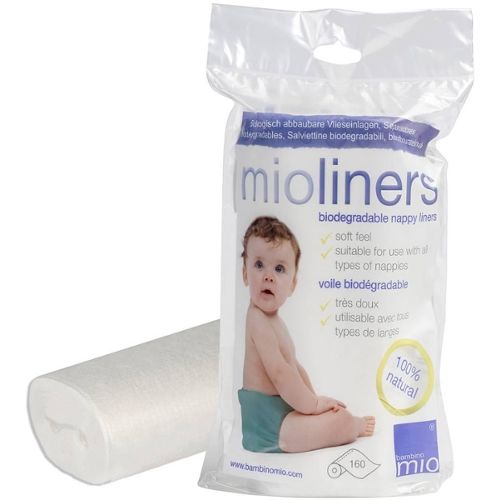 biologisch abbaubare Vlieseinlagen,
biodegradables, Salviettine biodegradabili,
mioliners
biodegradable nappy liners
soft feel
suitable for use with all
types of nappies
voile biodégradable
très doux
utilisable avec tous
types de langes
100%
natural
www.bambinomio.com
160
bambino
mio
®